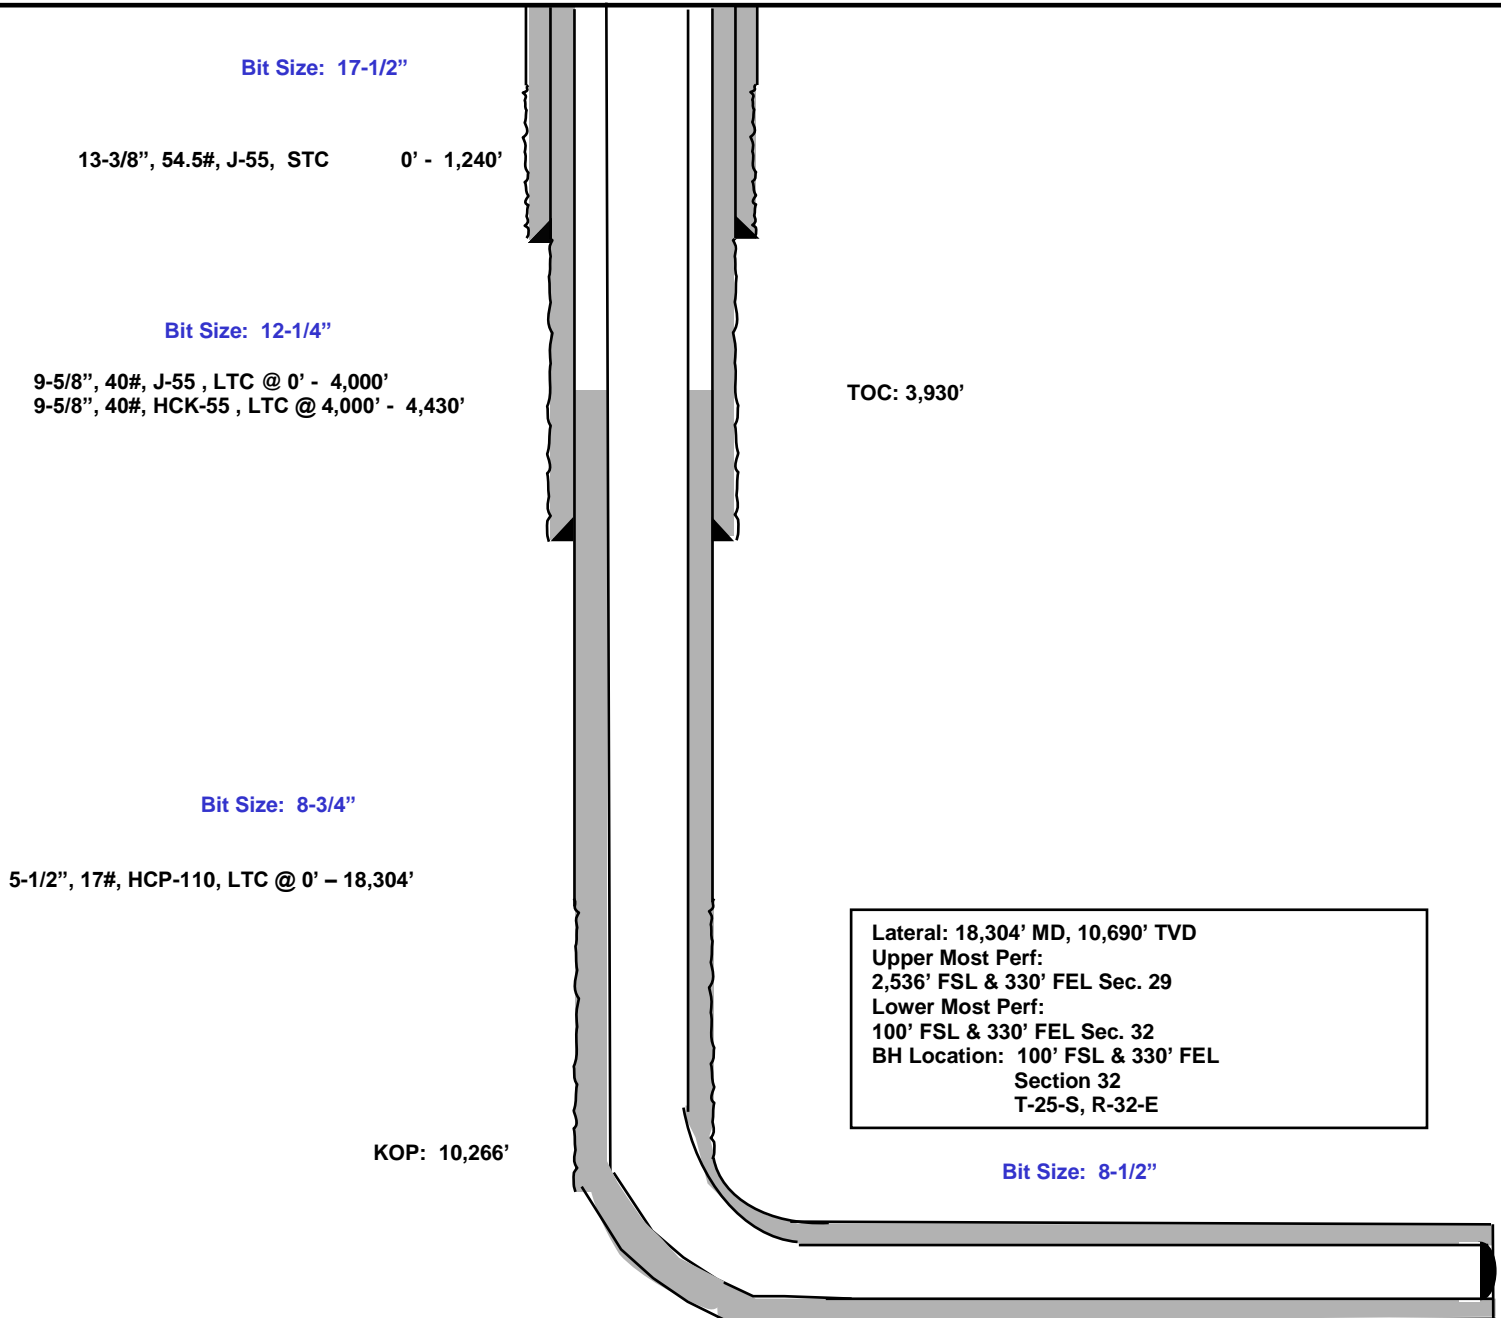 Bit Size: 17-1/2”
13-3/8”, 54.5#, J-55, STC 0’ - 1,240’
Bit Size: 12-1/4”
9-5/8”, 40#, J-55 , LTC @ 0’ - 4,000’
9-5/8”, 40#, HCK-55 , LTC @ 4,000’ - 4,430’
TOC: 3,930’
Bit Size: 8-3/4”
5-1/2”, 17#, HCP-110, LTC @ 0’ – 18,304’
Lateral: 18,304’ MD, 10,690’ TVD
Upper Most Perf:
2,536’ FSL & 330’ FEL Sec. 29
Lower Most Perf:
100’ FSL & 330’ FEL Sec. 32
BH Location: 100’ FSL & 330’ FEL
Section 32
T-25-S, R-32-E
KOP: 10,266’
Bit Size: 8-1/2”